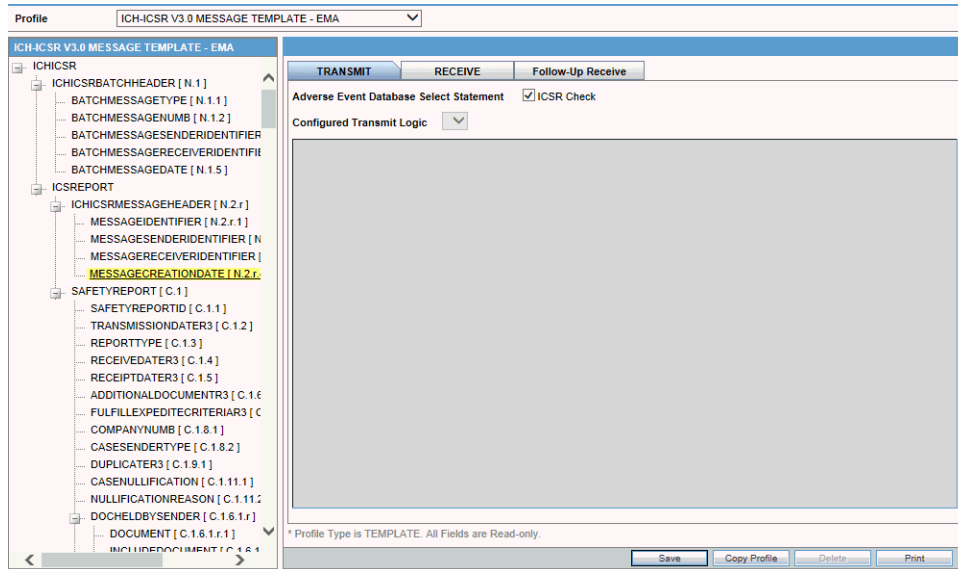 Profile ICH-ICSR V3.0 MESSAGE TEMPLATE - EMA
ICH-ICSR V3.0 MESSAGE TEMPLATE - EMA
ICHICSR
ICHICSRBATCHHEADER [ N.1 ]
BATCHMESSAGETYPE [ N.1.1 ]
BATCHMESSAGENUMB [ N.1.2 ]
BATCHMESSAGESENDERIDENTIFIER
BATCHMESSAGERECEIVERIDENTIFIE
BATCHMESSAGEDATE [ N.1.5 ]
ICSREPORT
ICHICSRMESSAGEHEADER [ N.2.r ]
MESSAGEIDENTIFIER [ N.2.r.1 ]
MESSAGESENDERIDENTIFIER [ N
MESSAGERECEIVERIDENTIFIER [
MESSAGECREATIONDATE [ N.2.r.
SAFETYREPORT [ C.1 ]
SAFETYREPORTID [ C.1.1 ]
TRANSMISSIONDATER3 [ C.1.2 ]
REPORTTYPE [ C.1.3 ]
RECEIVEDATER3 [ C.1.4 ]
RECEIPTDATER3 [ C.1.5 ]
ADDITIONALDOCUMENTR3 [ C.1.6
FULFILLEXPEDITECRITERIAR3 [ C
COMPANYNUMB [ C.1.8.1 ]
CASESENDERTYPE [ C.1.8.2 ]
DUPLICATER3 [ C.1.9.1 ]
CASENULLIFICATION [ C.1.11.1 ]
NULLIFICATIONREASON [ C.1.11.2
DOCHELDBYSENDER [ C.1.6.1.r ]
DOCUMENT [ C.1.6.1.r.1 ]
INCLUDEDOCUMENT [ C.1.6.1
TRANSMIT RECEIVE Follow-Up Receive
Adverse Event Database Select Statement ICSR Check
Configured Transmit Logic
* Profile Type is TEMPLATE. All Fields are Read-only.
Save Copy Profile Delete Print